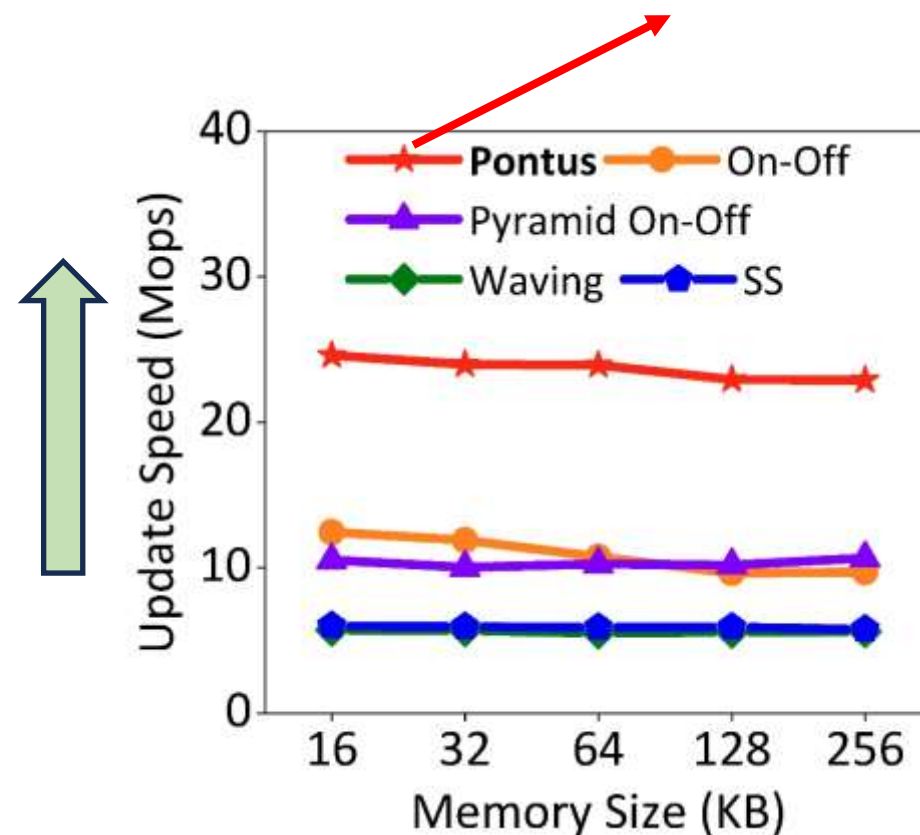 40
30
20
10
0
Update Speed (Mops)
Pontus On-Off
Pyramid On-Off
Waving SS
16 32 64 128 256
Memory Size (KB)